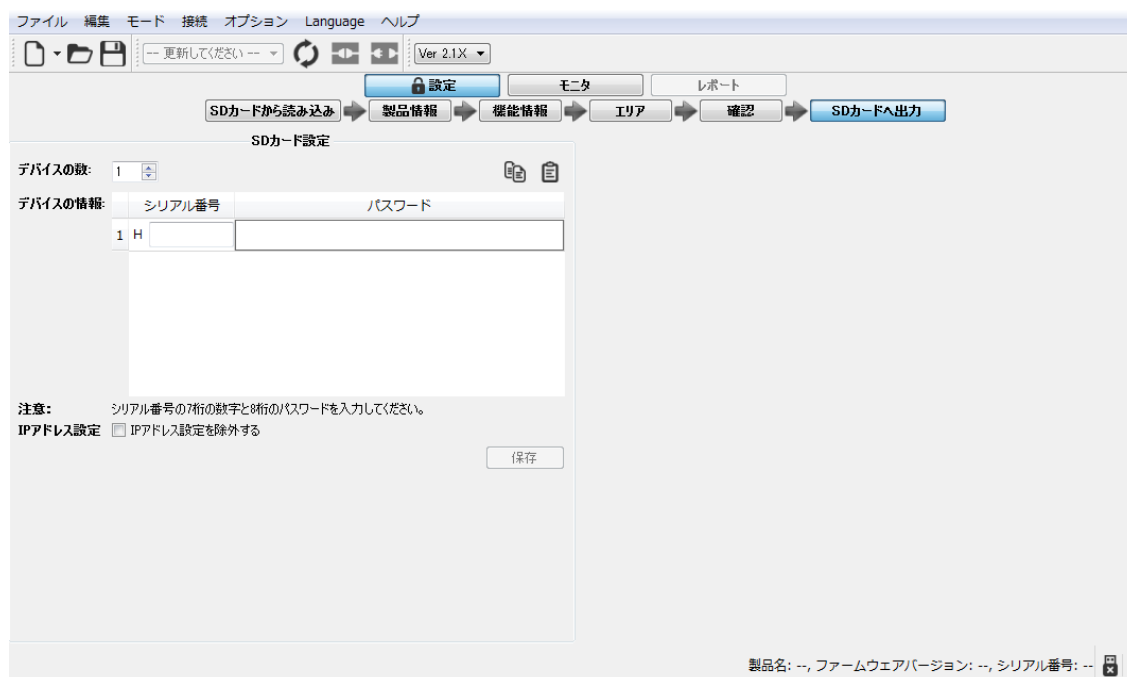 ファイル 編集 モード 接続 オプション Language ヘルプ
-- 更新してください -- Ver 2.1X
設定 モニタ レポート
SDカードから読み込み 製品情報 機能情報 エリア 確認 SDカードへ出力
SDカード設定
デバイスの数: 1
デバイスの情報: シリアル番号 パスワード
1 H
注意: シリアル番号の7桁の数字と8桁のパスワードを入力してください。
IPアドレス設定 IPアドレス設定を除外する
保存
製品名: --, ファームウェアバージョン: --, シリアル番号: --